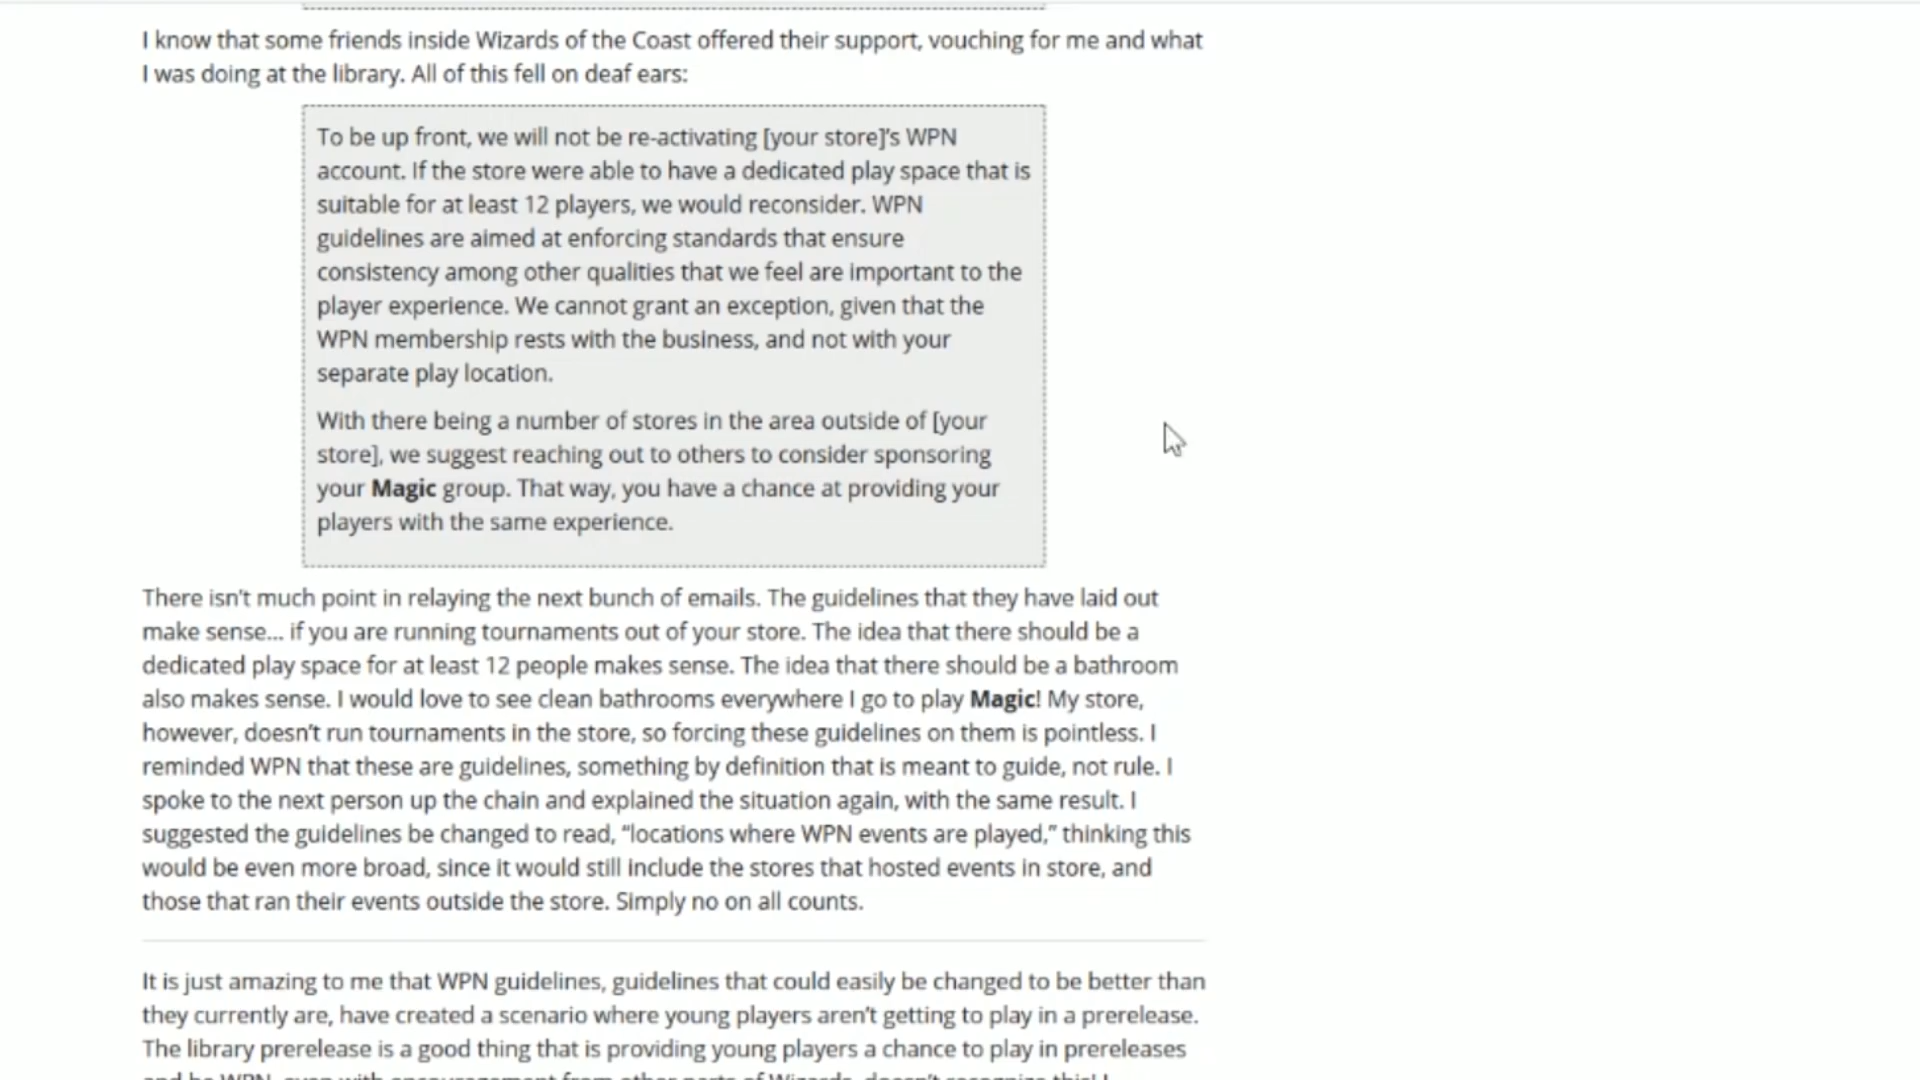 I know that some friends inside Wizards of the Coast offered their support, vouching for me and what
I was doing at the library. All of this fell on deaf ears:
To be up front, we will not be re-activating [your store]'s WPN
account. If the store were able to have a dedicated play space that is
suitable for at least 12 players, we would reconsider. WPN
guidelines are aimed at enforcing standards that ensure
consistency among other qualities that we feel are important to the
player experience. We cannot grant an exception, given that the
WPN membership rests with the business, and not with your
separate play location.
With there being a number of stores in the area outside of [your
store], we suggest reaching out to others to consider sponsoring
your Magic group. That way, you have a chance at providing your
players with the same experience.
There isn't much point in relaying the next bunch of emails. The guidelines that they have laid out
make sense... if you are running tournaments out of your store. The idea that there should be a
dedicated play space for at least 12 people makes sense. The idea that there should be a bathroom
also makes sense. I would love to see clean bathrooms everywhere I go to play Magic! My store,
however, doesn't run tournaments in the store, so forcing these guidelines on them is pointless. I
reminded WPN that these are guidelines, something by definition that is meant to guide, not rule. I
spoke to the next person up the chain and explained the situation again, with the same result. I
suggested the guidelines be changed to read, “locations where WPN events are played,” thinking this
would be even more broad, since it would still include the stores that hosted events in store, and
those that ran their events outside the store. Simply no on all counts.
It is just amazing to me that WPN guidelines, guidelines that could easily be changed to be better than
they currently are, have created a scenario where young players aren't getting to play in a prerelease.
The library prerelease is a good thing that is providing young players a chance to play in prereleases
and he WPN, even with encouragement from other parts of Wizards, doesn't recognize this! I